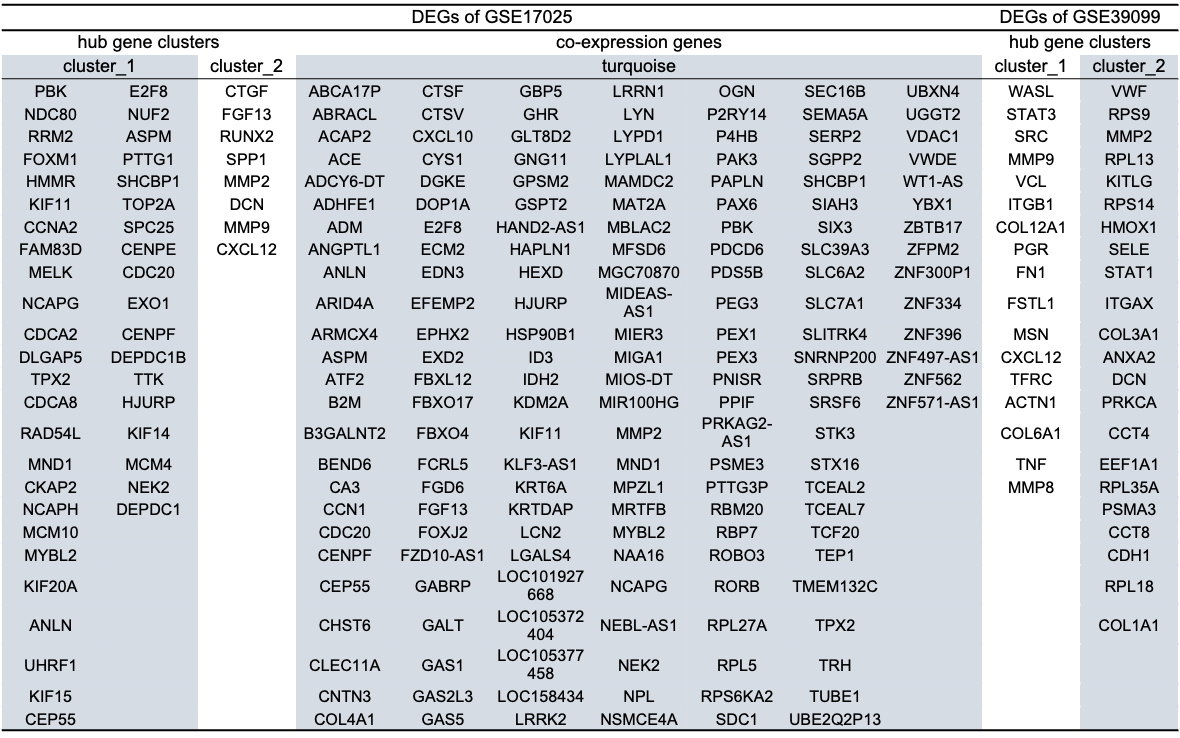 DEGs of GSE17025 DEGs of GSE39099
hub gene clusters co-expression genes hub gene clusters
cluster_1 cluster_2 turquoise cluster_1 cluster_2
PBK E2F8 CTGF ABCA17P CTSF GBP5 LRRN1 OGN SEC16B UBXN4 WASL VWF
NDC80 NUF2 FGF13 ABRACL CTSV GHR LYN P2RY14 SEMA5A UGGT2 STAT3 RPS9
RRM2 ASPM RUNX2 ACAP2 CXCL10 GLT8D2 LYPD1 P4HB SERP2 VDAC1 SRC MMP2
FOXM1 PTTG1 SPP1 ACE CYS1 GNG11 LYPLAL1 PAK3 SGPP2 VWDE MMP9 RPL13
HMMR SHCBP1 MMP2 ADCY6-DT DGKE GPSM2 MAMDC2 PAPLN SHCBP1 WT1-AS VCL KITLG
KIF11 TOP2A DCN ADHFE1 DOP1A GSPT2 MAT2A PAX6 SIAH3 YBX1 ITGB1 RPS14
CCNA2 SPC25 MMP9 ADM E2F8 HAND2-AS1 MBLAC2 PBK SIX3 ZBTB17 COL12A1 HMOX1
FAM83D CENPE CXCL12 ANGPTL1 ECM2 HAPLN1 MFSD6 PDCD6 SLC39A3 ZFPM2 PGR SELE
MELK CDC20 ANLN EDN3 HEXD MGC70870 PDS5B SLC6A2 ZNF300P1 FN1 STAT1
NCAPG EXO1 ARID4A EFEMP2 HJURP MIDEAS-
AS1 PEG3 SLC7A1 ZNF334 FSTL1 ITGAX
CDCA2 CENPF ARMCX4 EPHX2 HSP90B1 MIER3 PEX1 SLITRK4 ZNF396 MSN COL3A1
DLGAP5 DEPDC1B ASPM EXD2 ID3 MIGA1 PEX3 SNRNP200 ZNF497-AS1 CXCL12 ANXA2
TPX2 TTK ATF2 FBXL12 IDH2 MIOS-DT PNISR SRPRB ZNF562 TFRC DCN
CDCA8 HJURP B2M FBXO17 KDM2A MIR100HG PPIF SRSF6 ZNF571-AS1 ACTN1 PRKCA
RAD54L KIF14 B3GALNT2 FBXO4 KIF11 MMP2 PRKAG2-
AS1 STK3 COL6A1 CCT4
MND1 MCM4 BEND6 FCRL5 KLF3-AS1 MND1 PSME3 STX16 TNF EEF1A1
CKAP2 NEK2 CA3 FGD6 KRT6A MPZL1 PTTG3P TCEAL2 MMP8 RPL35A
NCAPH DEPDC1 CCN1 FGF13 KRTDAP MRTFB RBM20 TCEAL7 PSMA3
MCM10 CDC20 FOXJ2 LCN2 MYBL2 RBP7 TCF20 CCT8
MYBL2 CENPF FZD10-AS1 LGALS4 NAA16 ROBO3 TEP1 CDH1
KIF20A CEP55 GABRP LOC101927
668 NCAPG RORB TMEM132C RPL18
ANLN CHST6 GALT LOC105372
404 NEBL-AS1 RPL27A TPX2 COL1A1
UHRF1 CLEC11A GAS1 LOC105377
458 NEK2 RPL5 TRH
KIF15 CNTN3 GAS2L3 LOC158434 NPL RPS6KA2 TUBE1
CEP55 COL4A1 GAS5 LRRK2 NSMCE4A SDC1 UBE2Q2P13